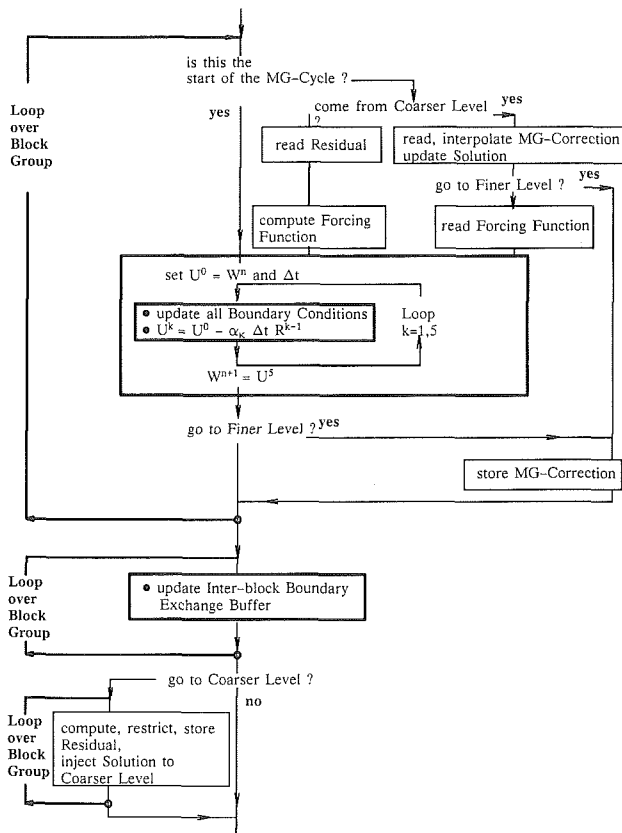 is this the
start of the MG-Cycle ?
yes
come from Coarser Level
?
yes
Loop
over
Block
Group
read Residual
read, interpolate MG-Correction
update Solution
go to Finer Level ?
yes
compute Forcing
Function
read Forcing Function
set U⁰ = Wⁿ and Δt
• update all Boundary Conditions
• Uᵏ = U⁰ - α_K Δt Rᵏ⁻¹
Loop
k=1,5
Wⁿ⁺¹ = U⁵
go to Finer Level ?
yes
store MG-Correction
Loop
over
Block
Group
• update Inter-block Boundary
Exchange Buffer
go to Coarser Level ?
no
Loop
over
Block
Group
compute, restrict, store
Residual,
inject Solution to
Coarser Level